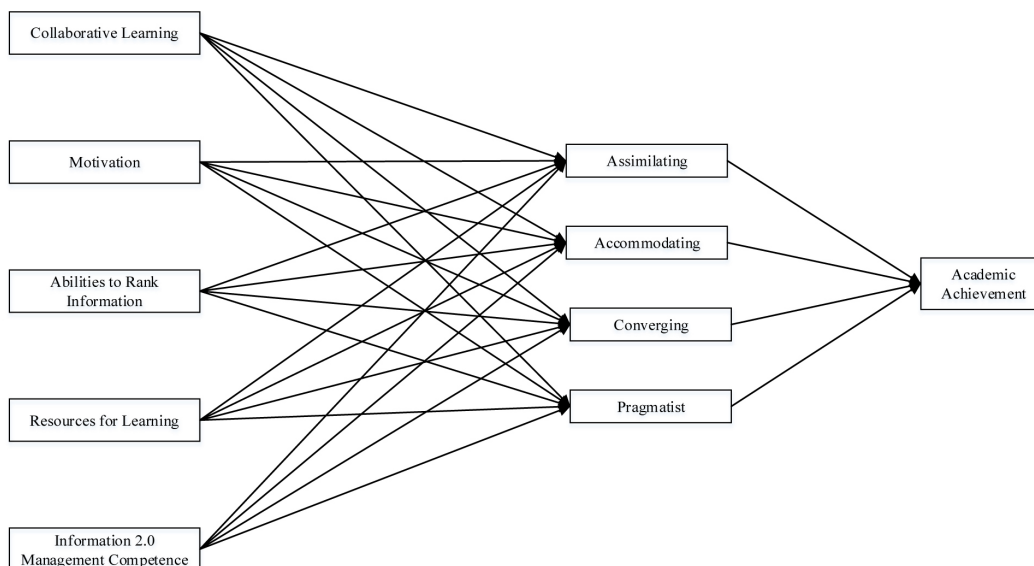 Collaborative Learning
Motivation
Abilities to Rank
Information
Resources for Learning
Information 2.0
Management Competence
Assimilating
Accommodating
Converging
Pragmatist
Academic
Achievement